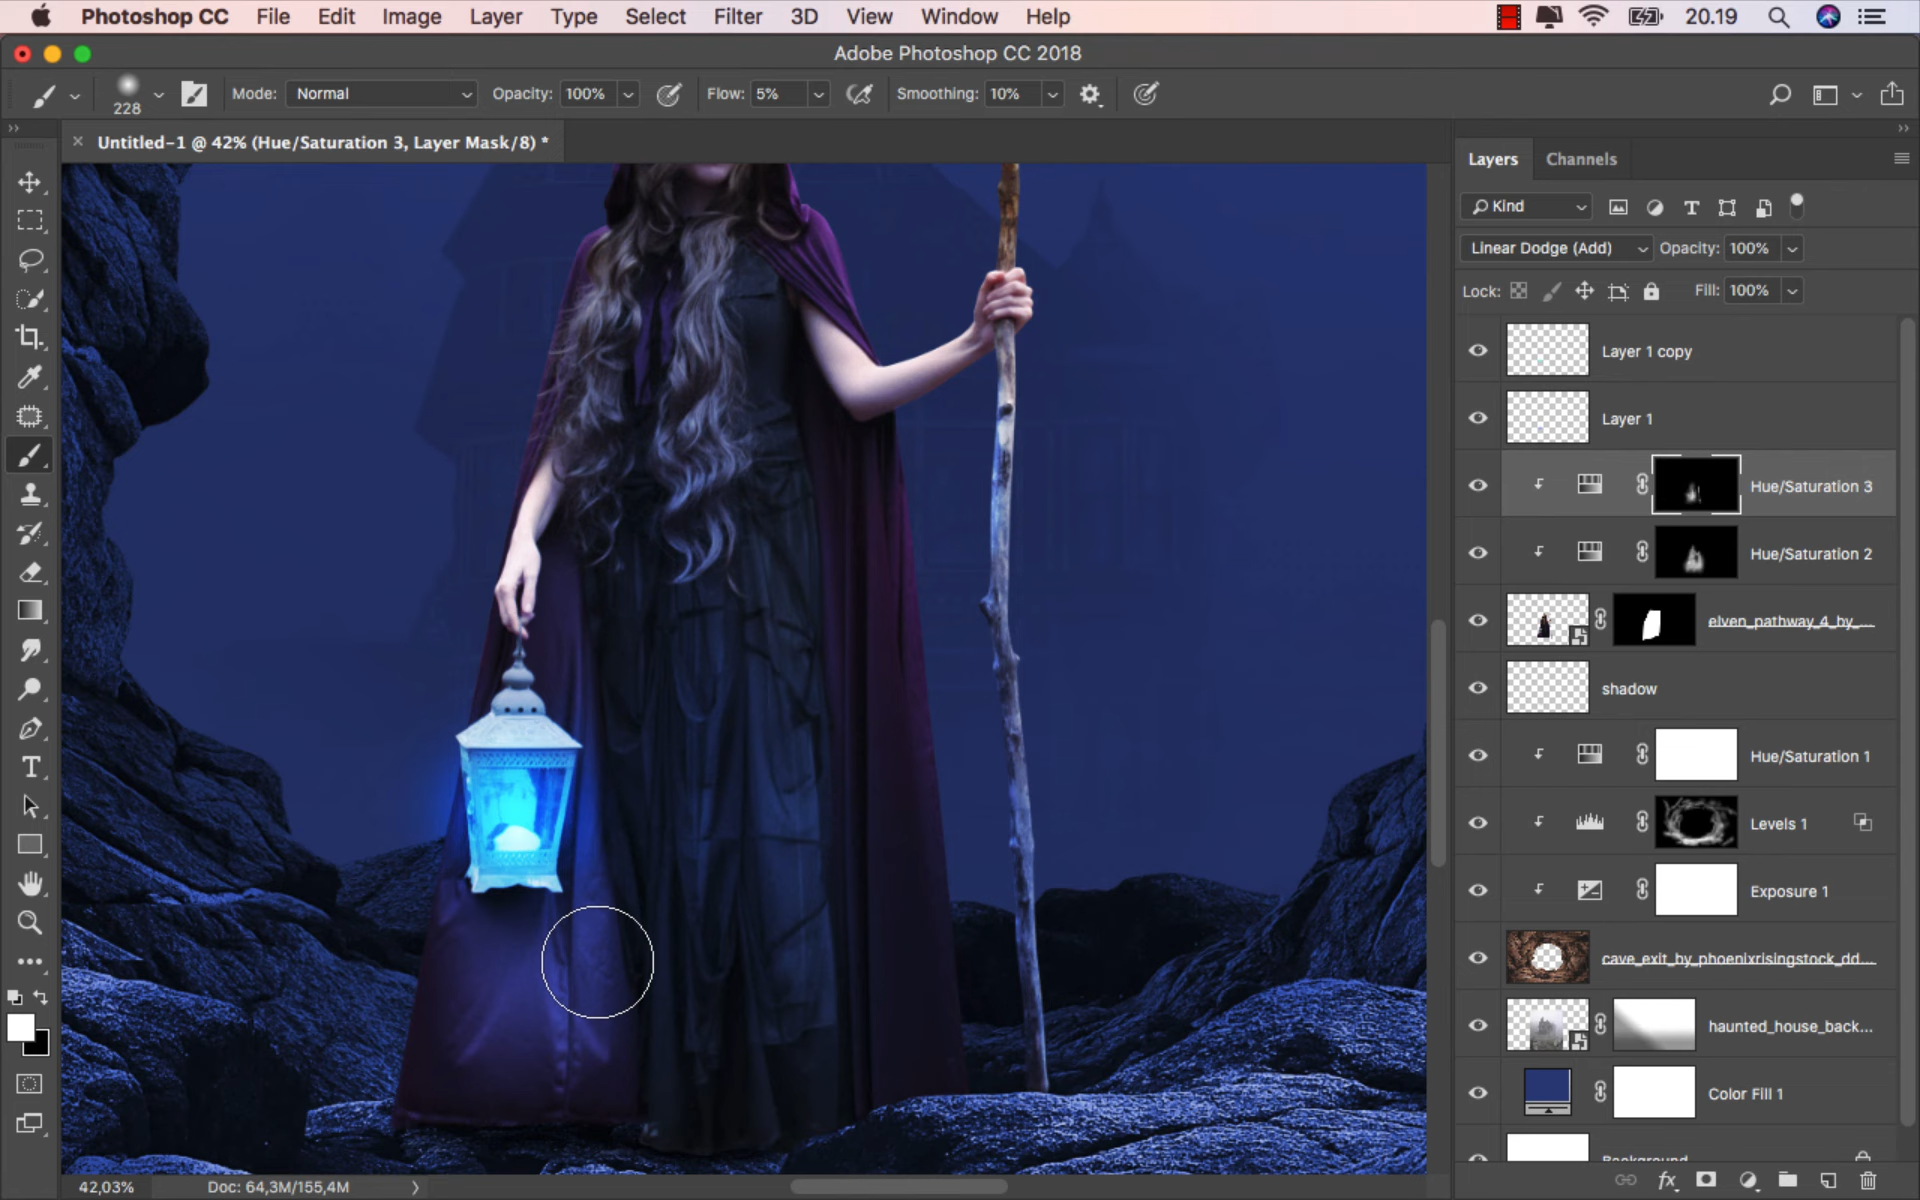 Photoshop CC File Edit Image Layer Type Select Filter 3D View Window Help 20.19
Adobe Photoshop CC 2018
228 Mode: Normal Opacity: 100% Flow: 5% Smoothing: 10%
Untitled-1 @ 42% (Hue/Saturation 3, Layer Mask/8) *
Layers Channels
Kind
Linear Dodge (Add) Opacity: 100%
Lock: Fill: 100%
Layer 1 copy
Layer 1
Hue/Saturation 3
Hue/Saturation 2
elven_pathway_4_by_...
shadow
Hue/Saturation 1
Levels 1
Exposure 1
cave_exit_by_phoenixrisingstock_dd...
haunted_house_back...
Color Fill 1
Background
42,03% Doc: 64,3M/155,4M